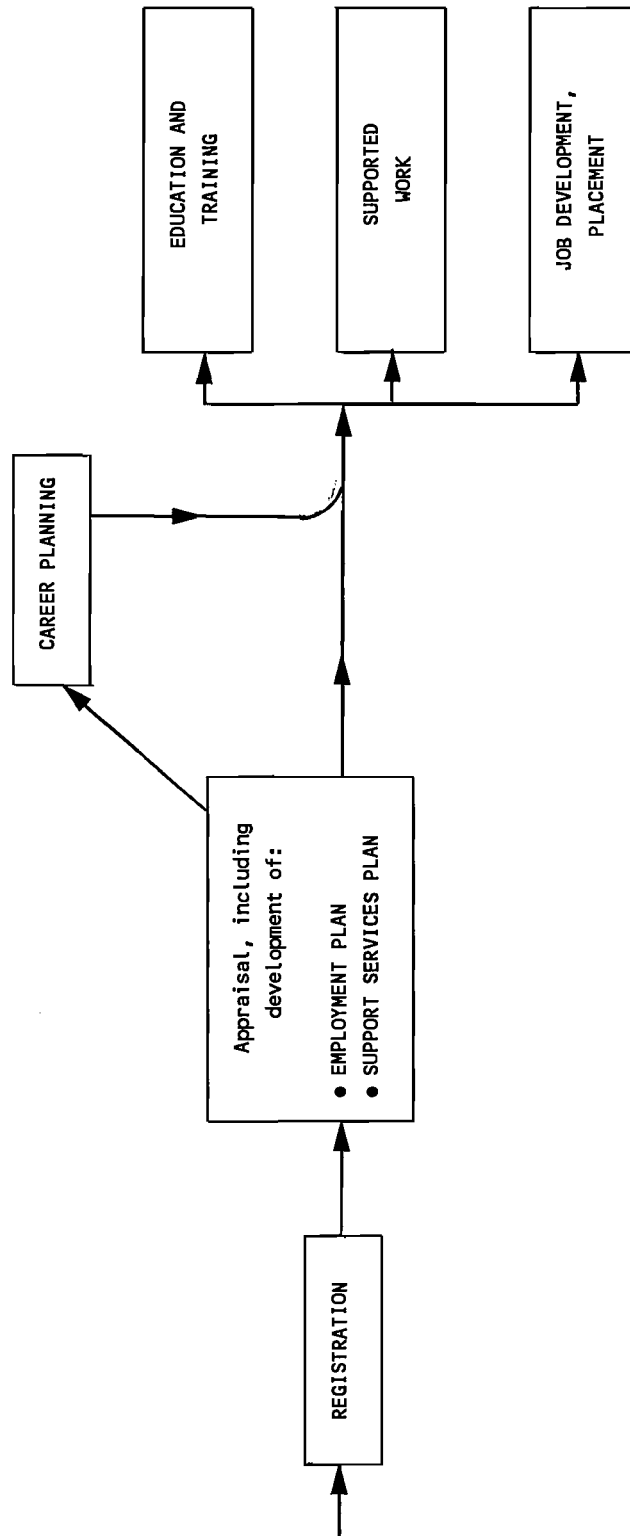 REGISTRATION
Appraisal, including
development of:
● EMPLOYMENT PLAN
● SUPPORT SERVICES PLAN
CAREER PLANNING
EDUCATION AND
TRAINING
SUPPORTED
WORK
JOB DEVELOPMENT,
PLACEMENT